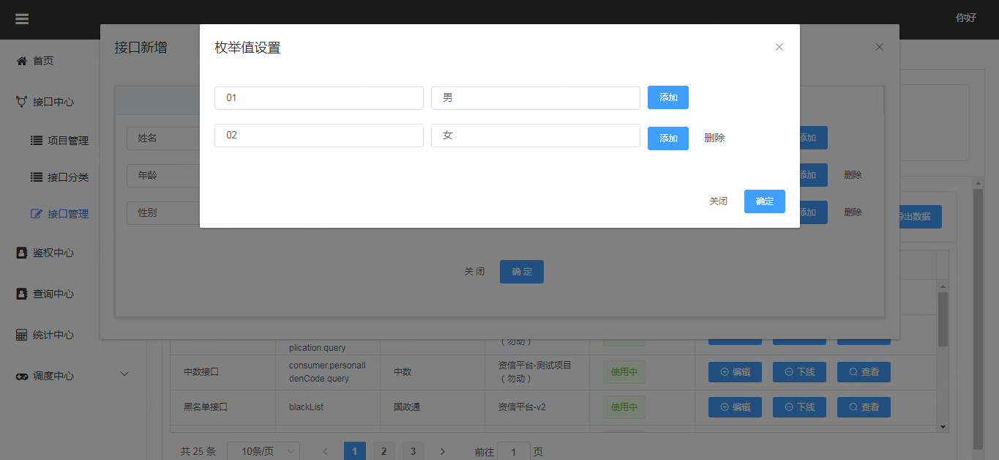 你好
接口新增
枚举值设置
首页
01 男 添加
接口中心
02 女 添加 删除
项目管理
姓名 添加
接口分类
年龄 添加 删除
接口管理
性别 添加 删除
关闭 确定
导出数据
鉴权中心
关 闭 确 定
查询中心
统计中心
调度中心
plication.query
（勿动）
中数接口 consumer.personalI
denCode.query 中数 资信平台-测试项目
（勿动） 使用中 编辑 下线 查看
黑名单接口 blackList 国政通 资信平台-v2 使用中 编辑 下线 查看
共 25 条 10条/页 1 2 3 前往 1 页